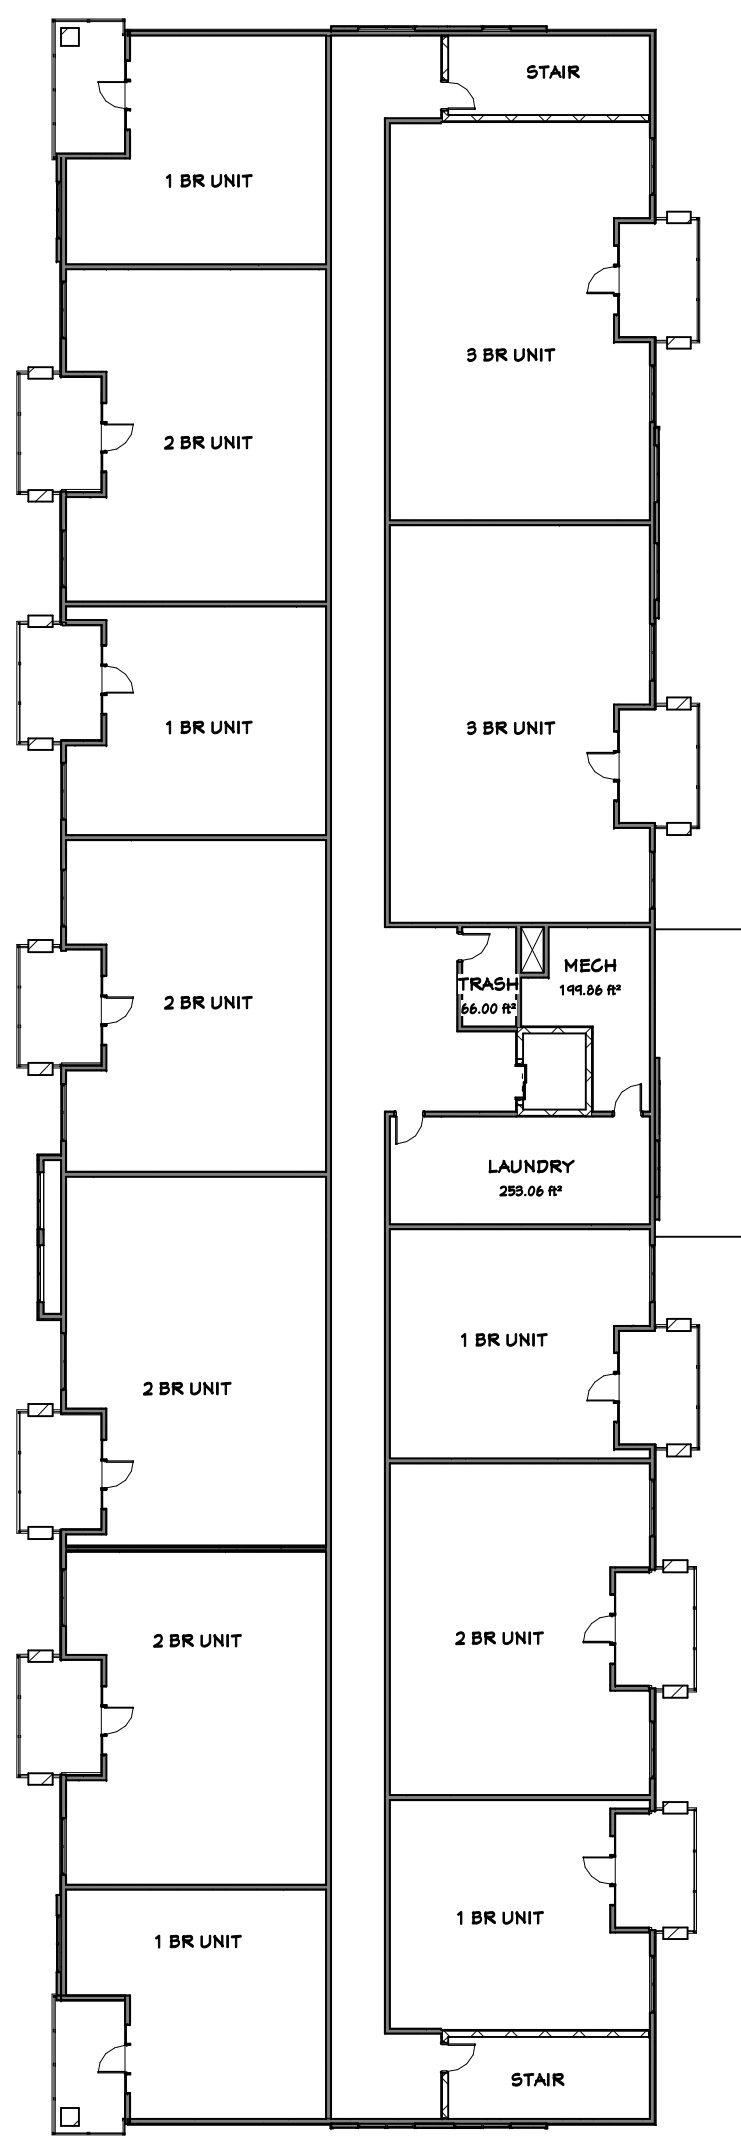 STAIR
1 BR UNIT
3 BR UNIT
2 BR UNIT
1 BR UNIT
3 BR UNIT
MECH
199.86 ft²
TRASH
66.00 ft²
2 BR UNIT
LAUNDRY
253.06 ft²
1 BR UNIT
2 BR UNIT
2 BR UNIT
2 BR UNIT
1 BR UNIT
1 BR UNIT
STAIR